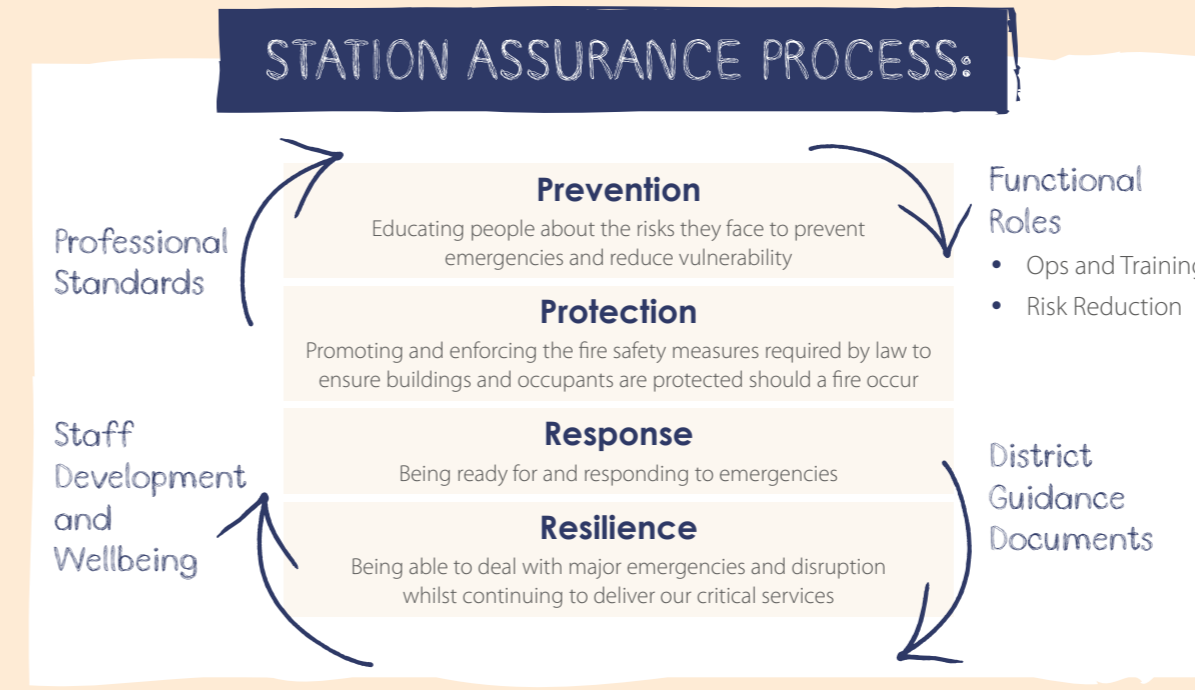 STATION ASSURANCE PROCESS:
Professional
Standards
Staff
Development
and
Wellbeing
Prevention
Educating people about the risks they face to prevent
emergencies and reduce vulnerability
Protection
Promoting and enforcing the fire safety measures required by law to
ensure buildings and occupants are protected should a fire occur
Response
Being ready for and responding to emergencies
Resilience
Being able to deal with major emergencies and disruption
whilst continuing to deliver our critical services
Functional
Roles
• Ops and Training
• Risk Reduction
District
Guidance
Documents